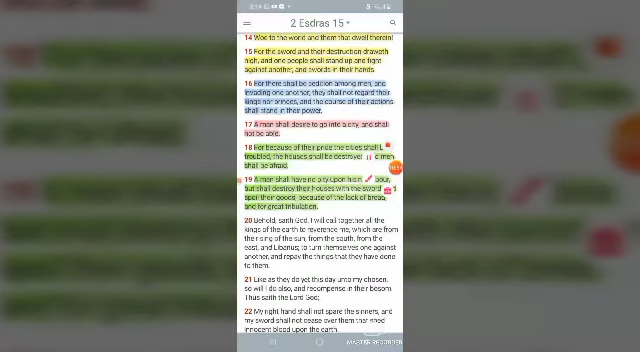 8:14
2 Esdras 15
14 Woe to the world and them that dwell therein!
15 For the sword and their destruction draweth
nigh, and one people shall stand up and fight
against another, and swords in their hands.
16 For there shall be sedition among men, and
invading one another; they shall not regard their
kings nor princes, and the course of their actions
shall stand in their power.
17 A man shall desire to go into a city, and shall
not be able.
18 For because of their pride the cities shall
troubled, the houses shall be destroyed men
shall be afraid.
19 A man shall have no pity upon his
but shall destroy their houses with the sword
spoil their goods, because of the lack of bread,
and for great tribulation.
20 Behold, saith God, I will call together all the
kings of the earth to reverence me, which are from
the rising of the sun, from the south, from the
east, and Libanus; to turn themselves one against
another, and repay the things that they have done
to them.
21 Like as they do yet this day unto my chosen,
so will I do also, and recompense in their bosom.
Thus saith the Lord God;
22 My right hand shall not spare the sinners, and
my sword shall not cease over them that shed
innocent blood upon the earth.
MASTER RECORDER